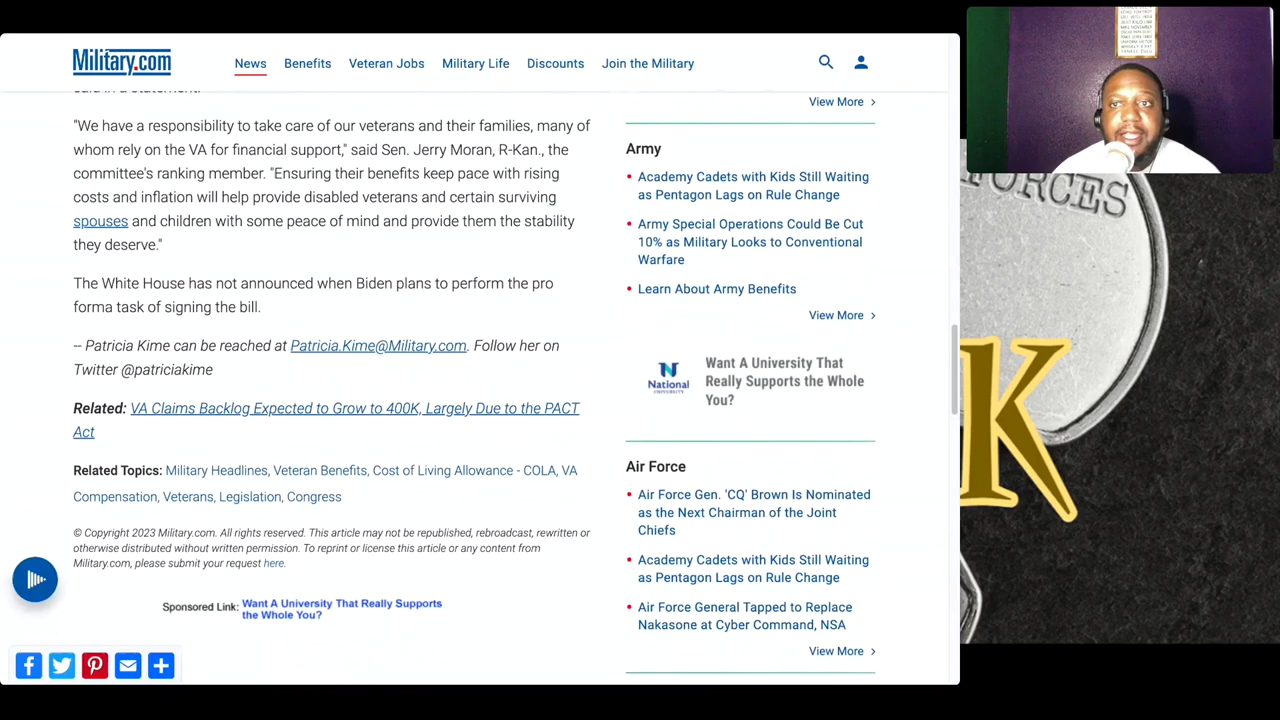 Military.com
News Benefits Veteran Jobs Military Life Discounts Join the Military
"We have a responsibility to take care of our veterans and their families, many of
whom rely on the VA for financial support," said Sen. Jerry Moran, R-Kan., the
committee's ranking member. "Ensuring their benefits keep pace with rising
costs and inflation will help provide disabled veterans and certain surviving
spouses and children with some peace of mind and provide them the stability
they deserve."
The White House has not announced when Biden plans to perform the pro
forma task of signing the bill.
-- Patricia Kime can be reached at Patricia.Kime@Military.com. Follow her on
Twitter @patriciakime
Related: VA Claims Backlog Expected to Grow to 400K, Largely Due to the PACT
Act
Related Topics: Military Headlines, Veteran Benefits, Cost of Living Allowance - COLA, VA
Compensation, Veterans, Legislation, Congress
© Copyright 2023 Military.com. All rights reserved. This article may not be republished, rebroadcast, rewritten or
otherwise distributed without written permission. To reprint or license this article or any content from
Military.com, please submit your request here.
Sponsored Link: Want A University That Really Supports
the Whole You?
View More
Army
Academy Cadets with Kids Still Waiting
as Pentagon Lags on Rule Change
Army Special Operations Could Be Cut
10% as Military Looks to Conventional
Warfare
Learn About Army Benefits
View More
N
National
UNIVERSITY
Want A University That
Really Supports the Whole
You?
Air Force
Air Force Gen. 'CQ' Brown Is Nominated
as the Next Chairman of the Joint
Chiefs
Academy Cadets with Kids Still Waiting
as Pentagon Lags on Rule Change
Air Force General Tapped to Replace
Nakasone at Cyber Command, NSA
View More
FORCES
K